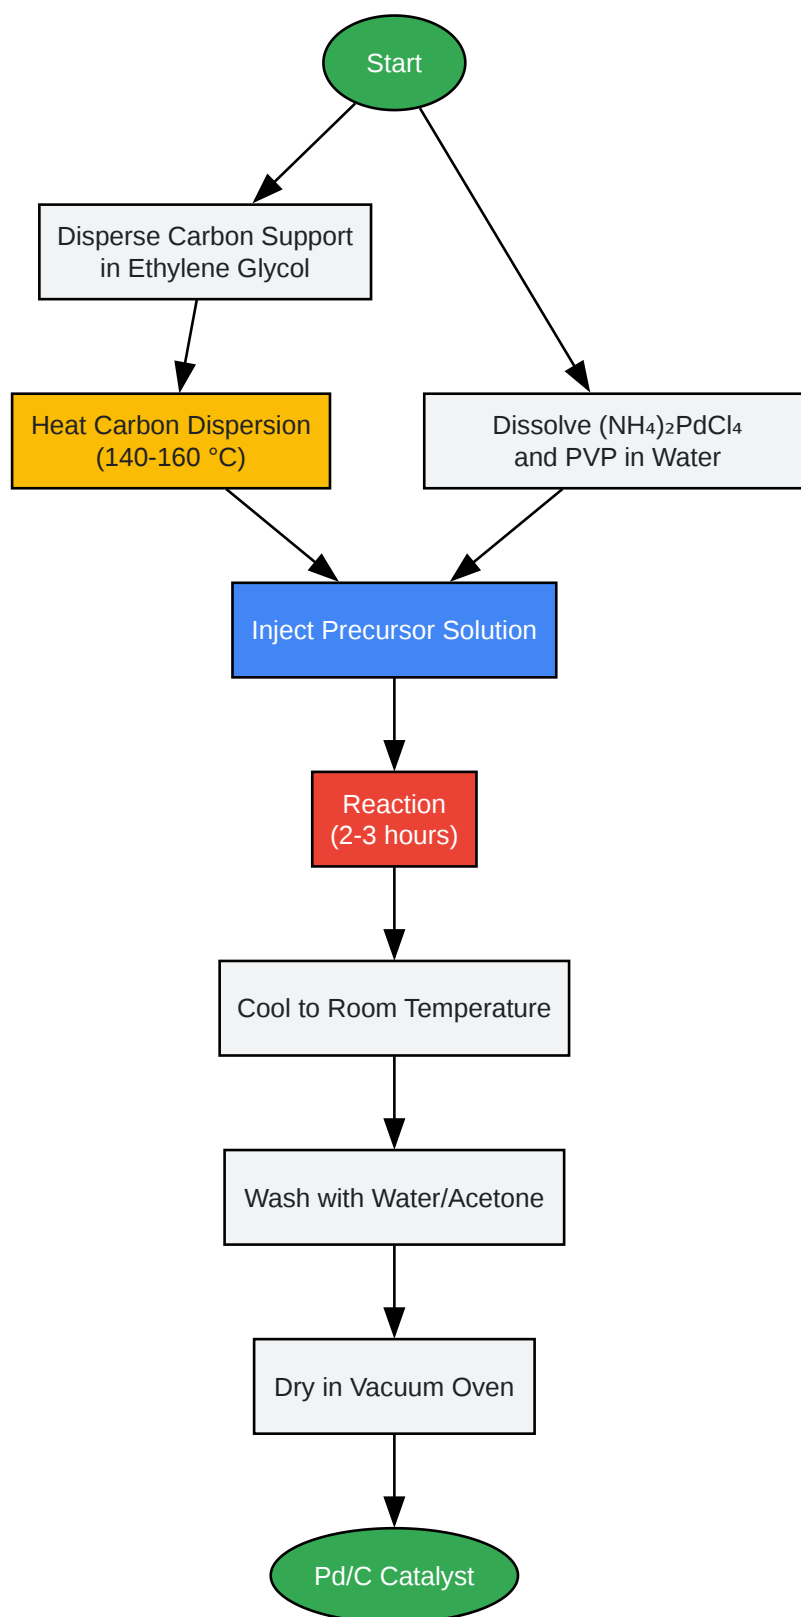 Start
Disperse Carbon Support
in Ethylene Glycol
Heat Carbon Dispersion
(140-160 °C)
Dissolve (NH₄)₂PdCl₄
and PVP in Water
Inject Precursor Solution
Reaction
(2-3 hours)
Cool to Room Temperature
Wash with Water/Acetone
Dry in Vacuum Oven
Pd/C Catalyst